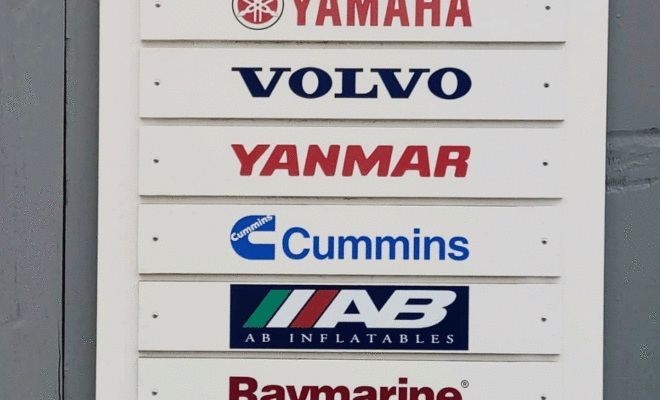 YAMAHA
VOLVO
YANMAR
Cummins
Cummins
AB
AB INFLATABLES
Raymarine®